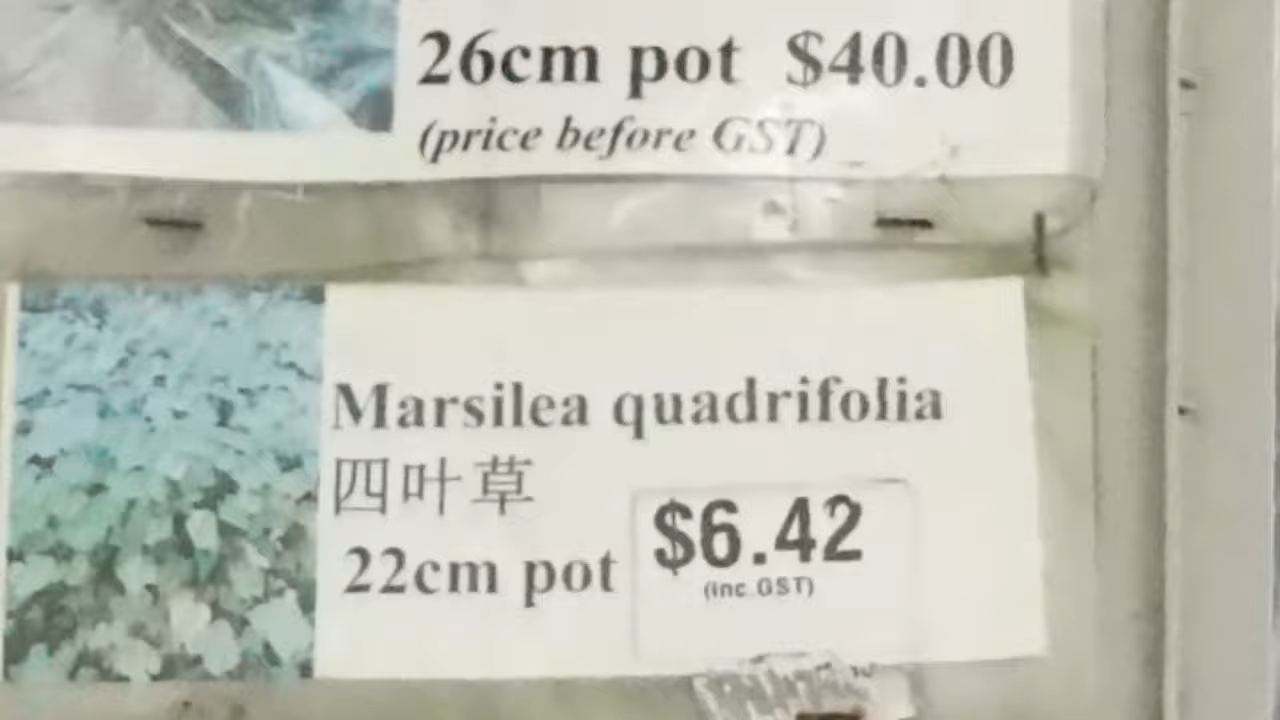 26cm pot $40.00
(price before GST)
Marsilea quadrifolia
四叶草
22cm pot $6.42
(inc.GST)